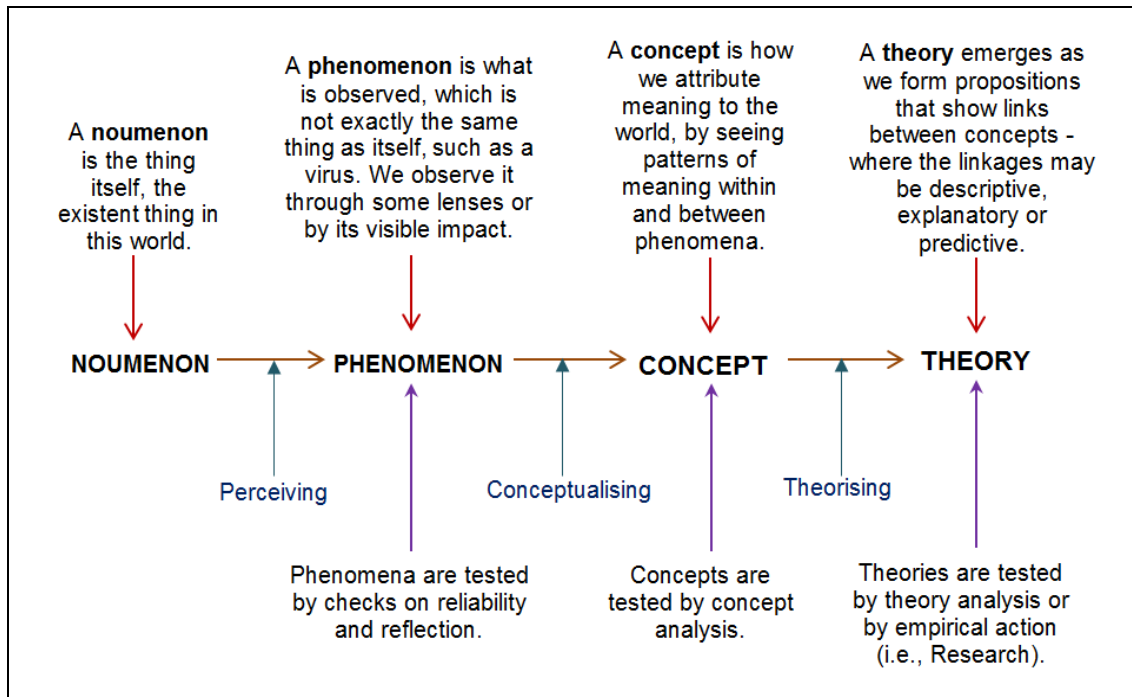 A noumenon
is the thing
itself, the
existent thing in
this world.
A phenomenon is what
is observed, which is
not exactly the same
thing as itself, such as a
virus. We observe it
through some lenses or
by its visible impact.
A concept is how
we attribute
meaning to the
world, by seeing
patterns of
meaning within
and between
phenomena.
A theory emerges as
we form propositions
that show links
between concepts -
where the linkages may
be descriptive,
explanatory or
predictive.
NOUMENON
PHENOMENON
CONCEPT
THEORY
Perceiving
Conceptualising
Theorising
Phenomena are tested
by checks on reliability
and reflection.
Concepts are
tested by concept
analysis.
Theories are tested
by theory analysis or
by empirical action
(i.e., Research).